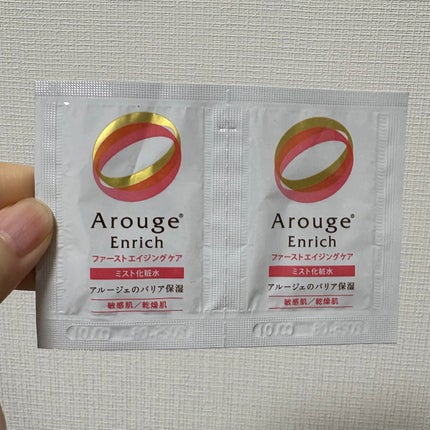 Arouge®
Enrich
ファーストエイジングケア
ミスト化粧水
アルージェのバリア保湿
敏感肌/乾燥肌
Arouge®
Enrich
ファーストエイジングケア
ミスト化粧水
アルージェのバリア保湿
敏感肌/乾燥肌